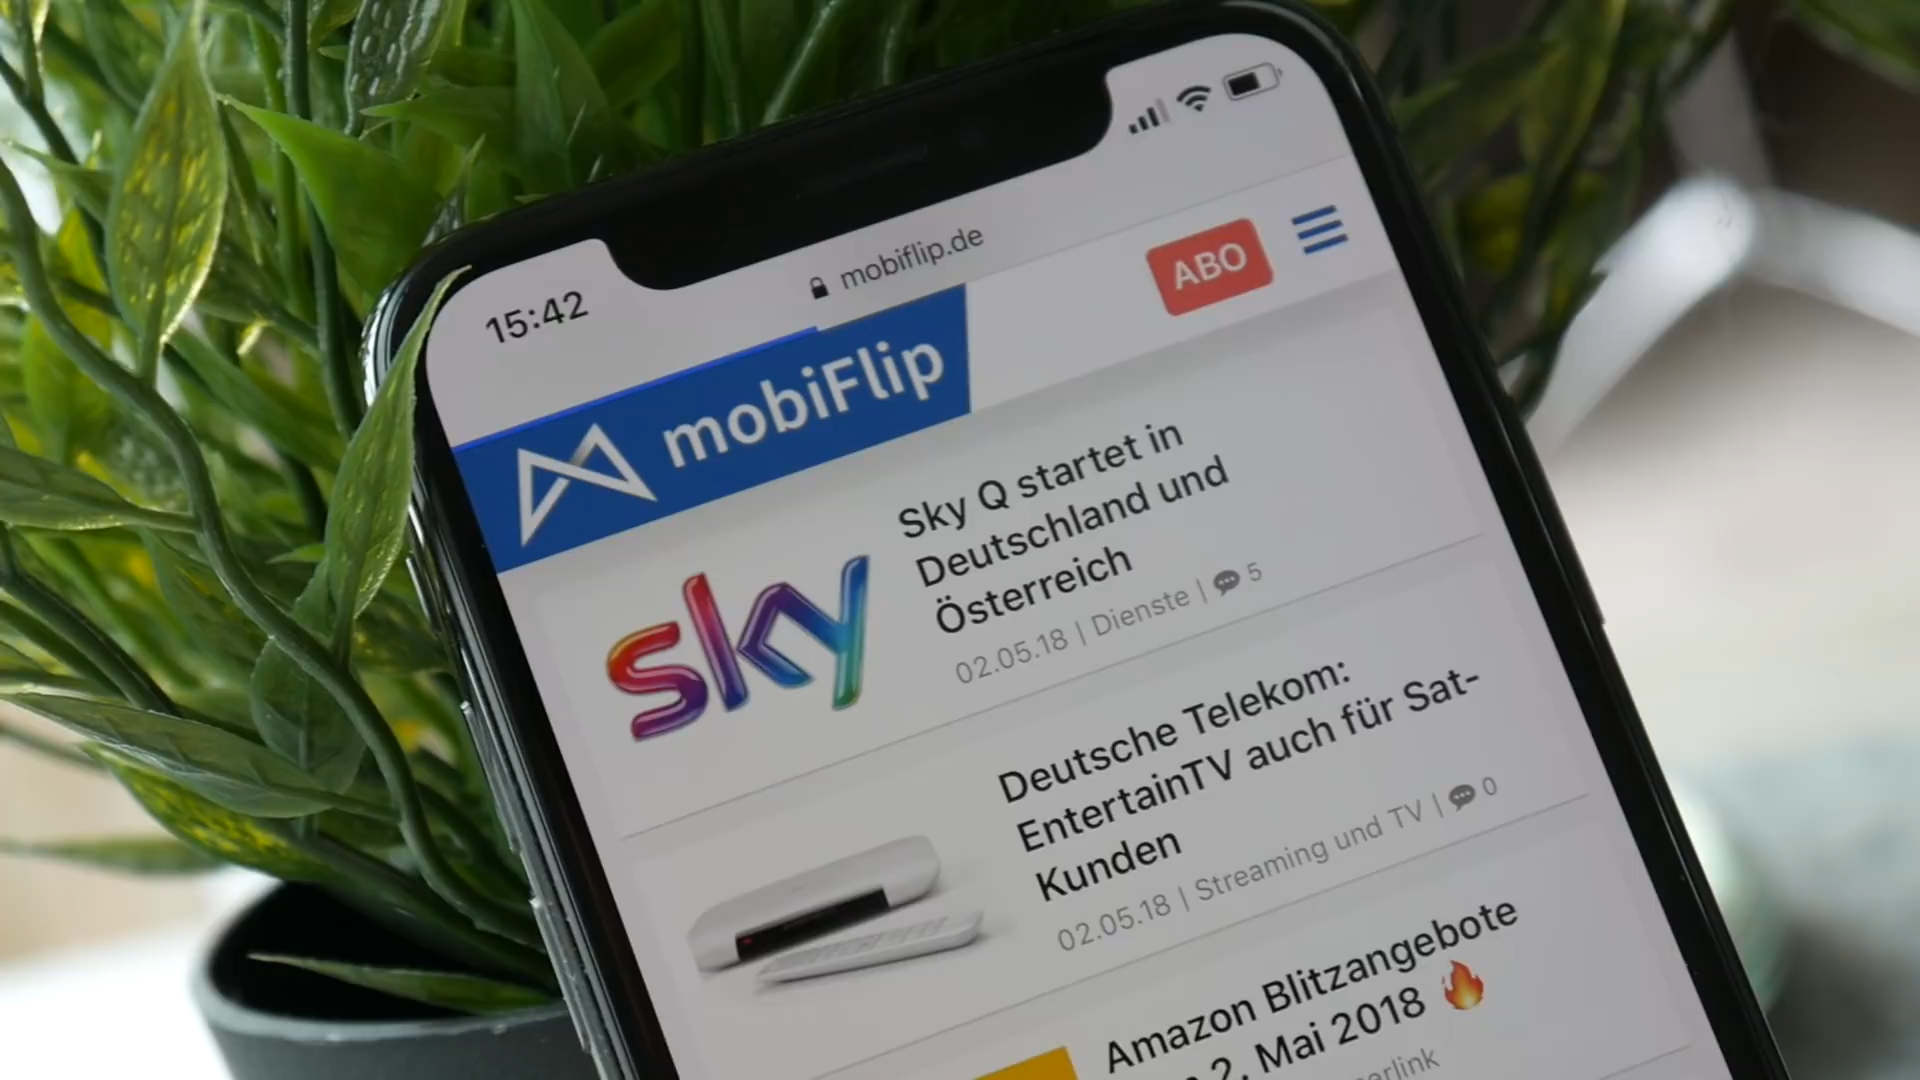 15:42
mobiflip.de
mobiFlip
ABO
sky
Sky Q startet in
Deutschland und
Österreich
02.05.18 | Dienste | 5
Deutsche Telekom:
EntertainTV auch für Sat-
Kunden
02.05.18 | Streaming und TV | 0
Amazon Blitzangebote
2. Mai 2018 🔥